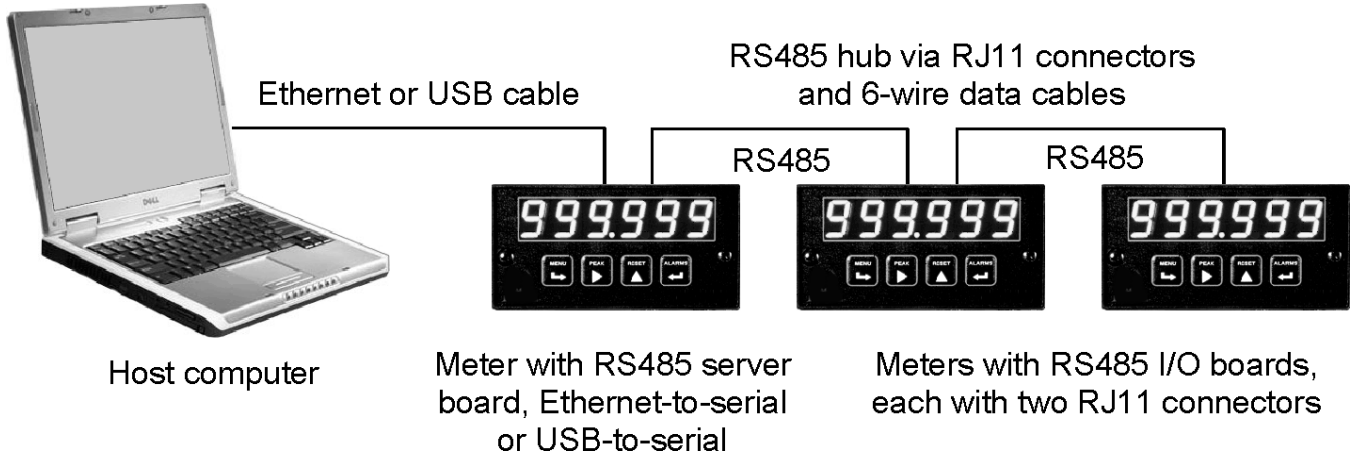 RS485 hub via RJ11 connectors
and 6-wire data cables
Ethernet or USB cable
RS485
RS485
DELL
999.999
999.999
999.999
MENU PEAK RESET ALARMS
MENU PEAK RESET ALARMS
MENU PEAK RESET ALARMS
Host computer
Meter with RS485 server
board, Ethernet-to-serial
or USB-to-serial
Meters with RS485 I/O boards,
each with two RJ11 connectors